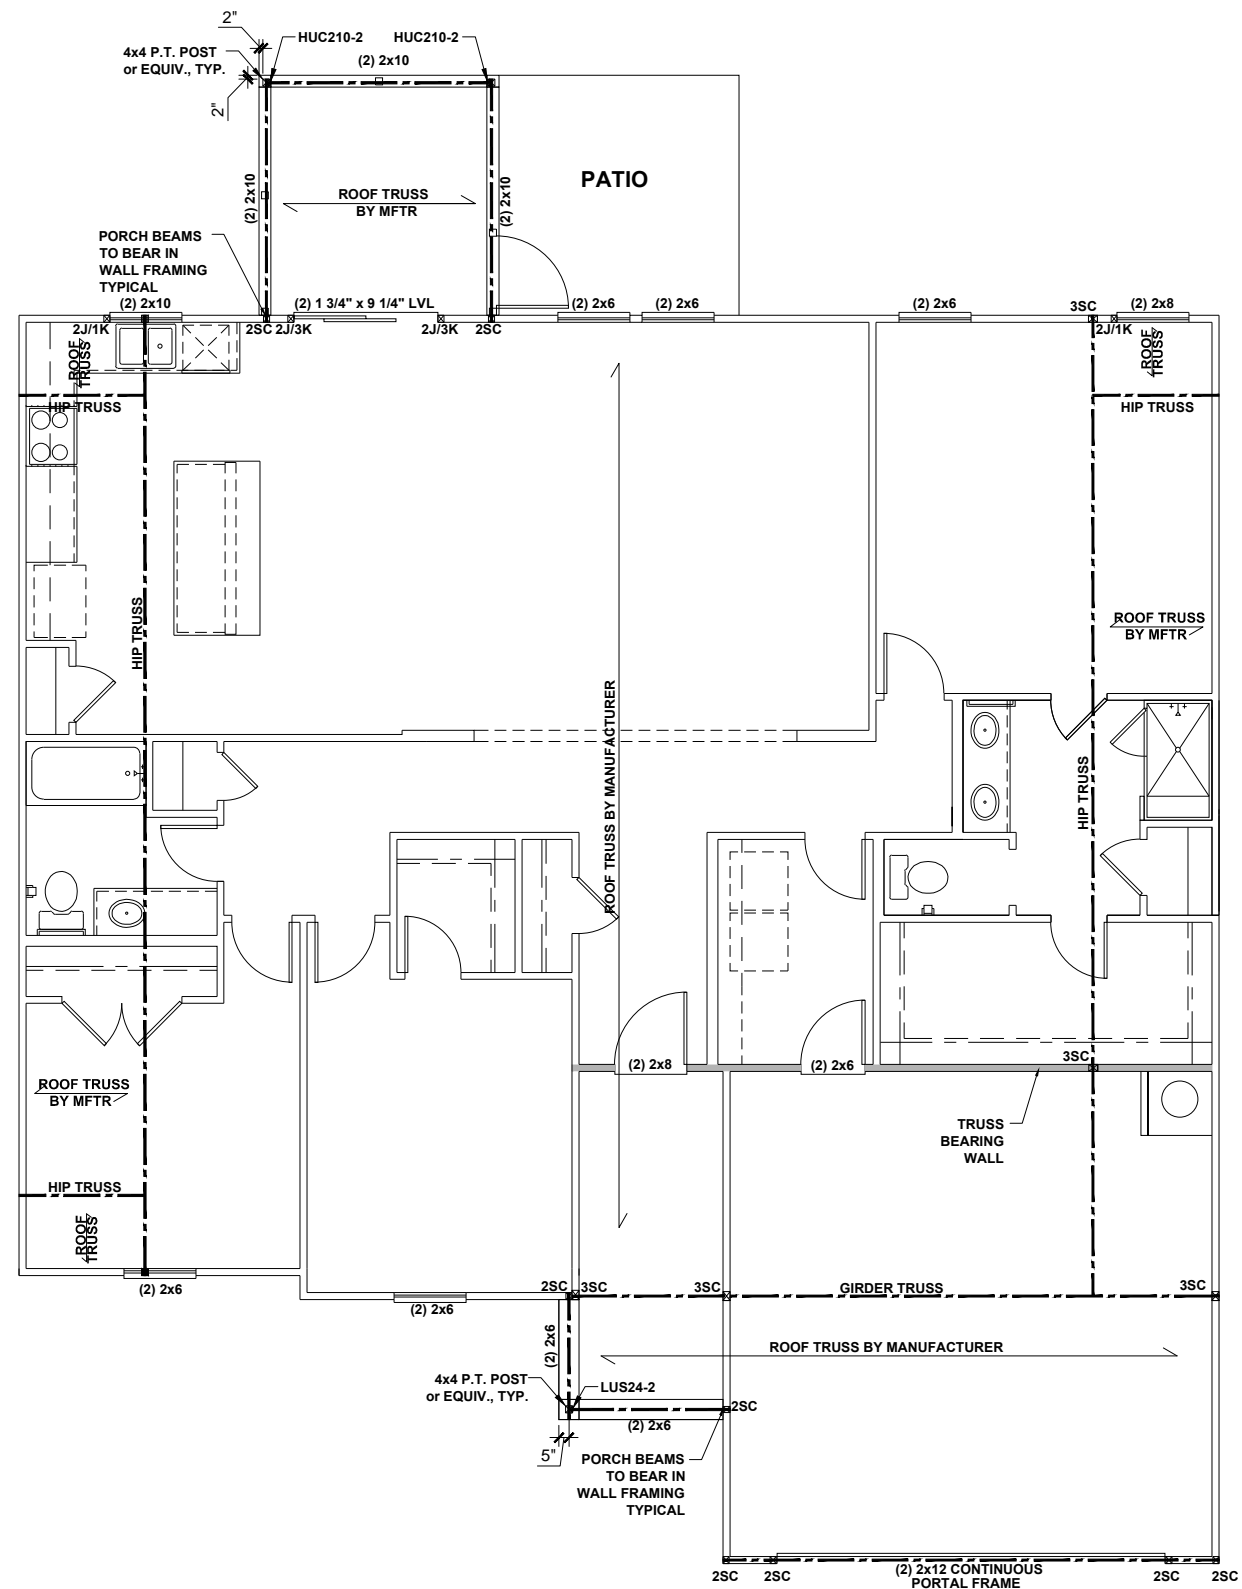 2"
HUC210-2
HUC210-2
4x4 P.T. POST
or EQUIV., TYP.
(2) 2x10
2"
PATIO
(2) 2x10
ROOF TRUSS
BY MFTR
(2) 2x10
PORCH BEAMS
TO BEAR IN
WALL FRAMING
TYPICAL
(2) 2x10
(2) 1 3/4" x 9 1/4" LVL
(2) 2x6
(2) 2x6
(2) 2x6
3SC
(2) 2x8
2J/1K
2SC
2J/3K
2J/3K
2SC
2J/1K
ROOF
TRUSS
ROOF
TRUSS
HIP TRUSS
HIP TRUSS
HIP TRUSS
ROOF TRUSS
BY MFTR
ROOF TRUSS BY MANUFACTURER
HIP TRUSS
3SC
(2) 2x8
(2) 2x6
ROOF TRUSS
BY MFTR
TRUSS
BEARING
WALL
HIP TRUSS
ROOF
TRUSS
(2) 2x6
2SC
3SC
3SC
GIRDER TRUSS
3SC
(2) 2x6
(2) 2x6
ROOF TRUSS BY MANUFACTURER
4x4 P.T. POST
or EQUIV., TYP.
LUS24-2
2SC
(2) 2x6
5"
PORCH BEAMS
TO BEAR IN
WALL FRAMING
TYPICAL
2SC
2SC
(2) 2x12 CONTINUOUS
PORTAL FRAME
2SC
2SC